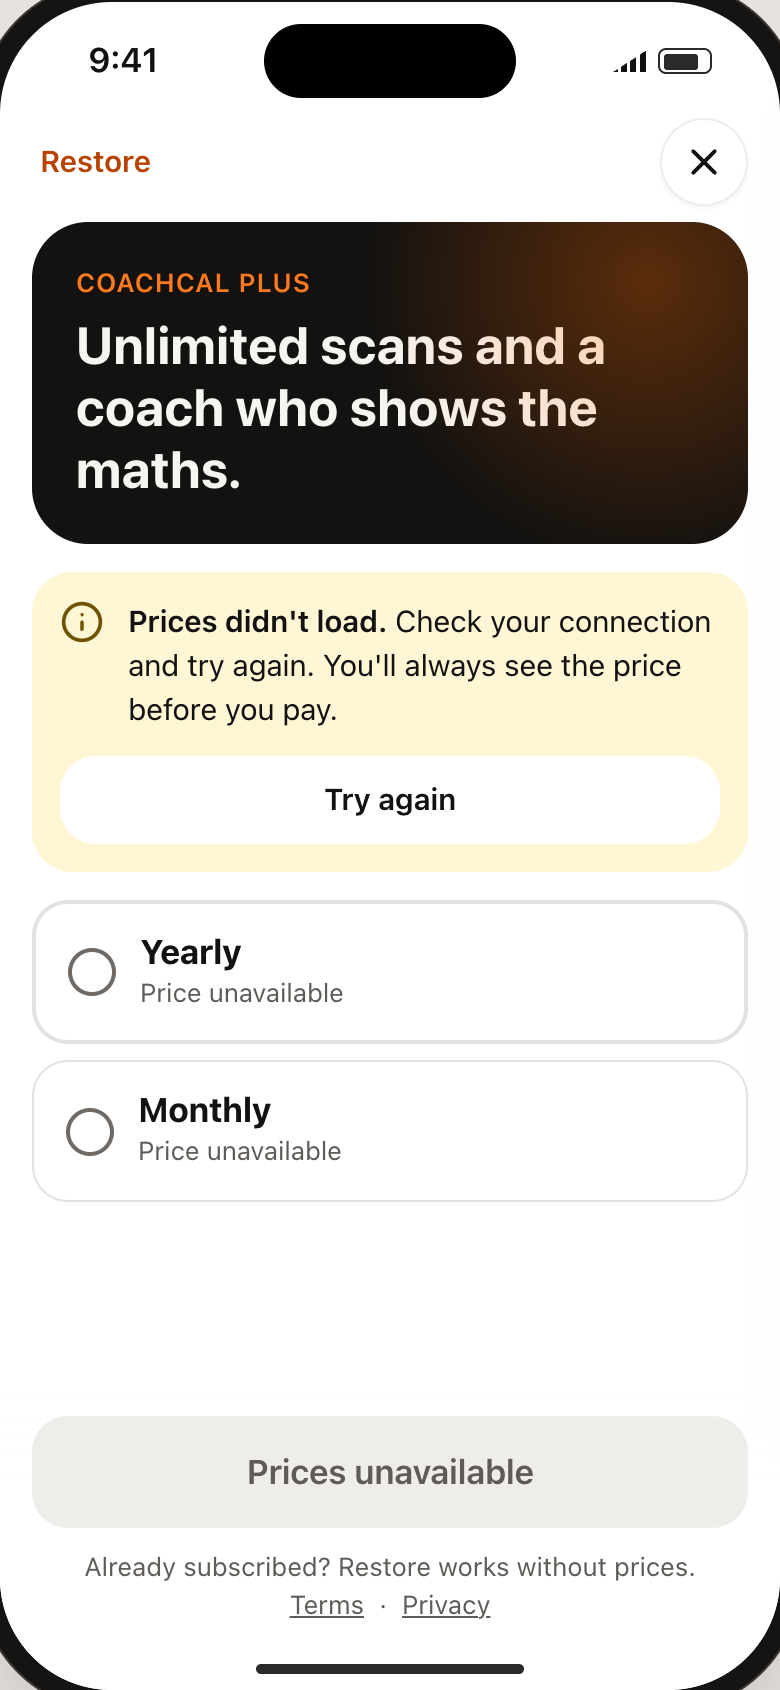 9:41
Restore
COACHCAL PLUS
Unlimited scans and a
coach who shows the
maths.
Prices didn't load. Check your connection
and try again. You'll always see the price
before you pay.
Try again
Yearly
Price unavailable
Monthly
Price unavailable
Prices unavailable
Already subscribed? Restore works without prices.
Terms · Privacy